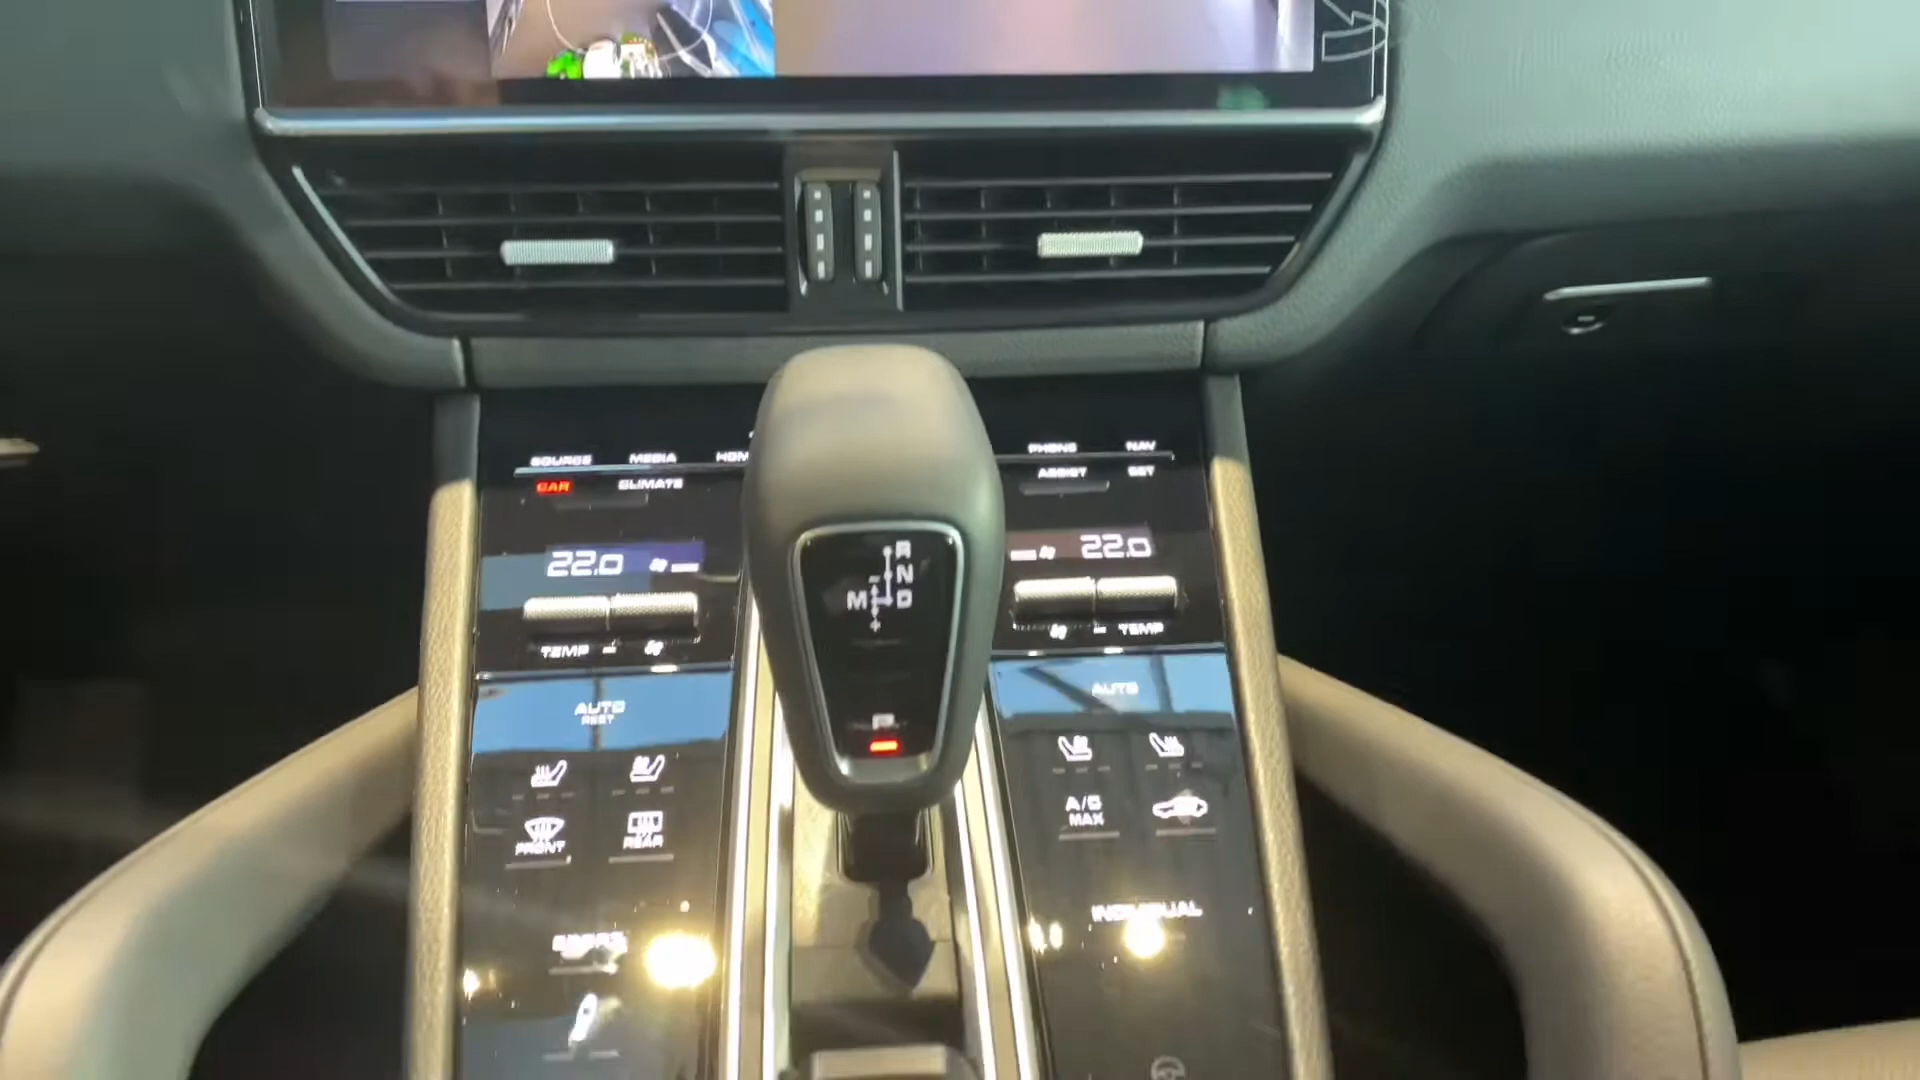 SOURCE MEDIA HOM
PHONE NAV
CAR CLIMATE
ASSIST SET
22.0
22.0
R
N
M D
-
+
P
TEMP -
- TEMP
AUTO
REST
AUTO
FRONT
REAR
A/C
MAX
INDIVIDUAL